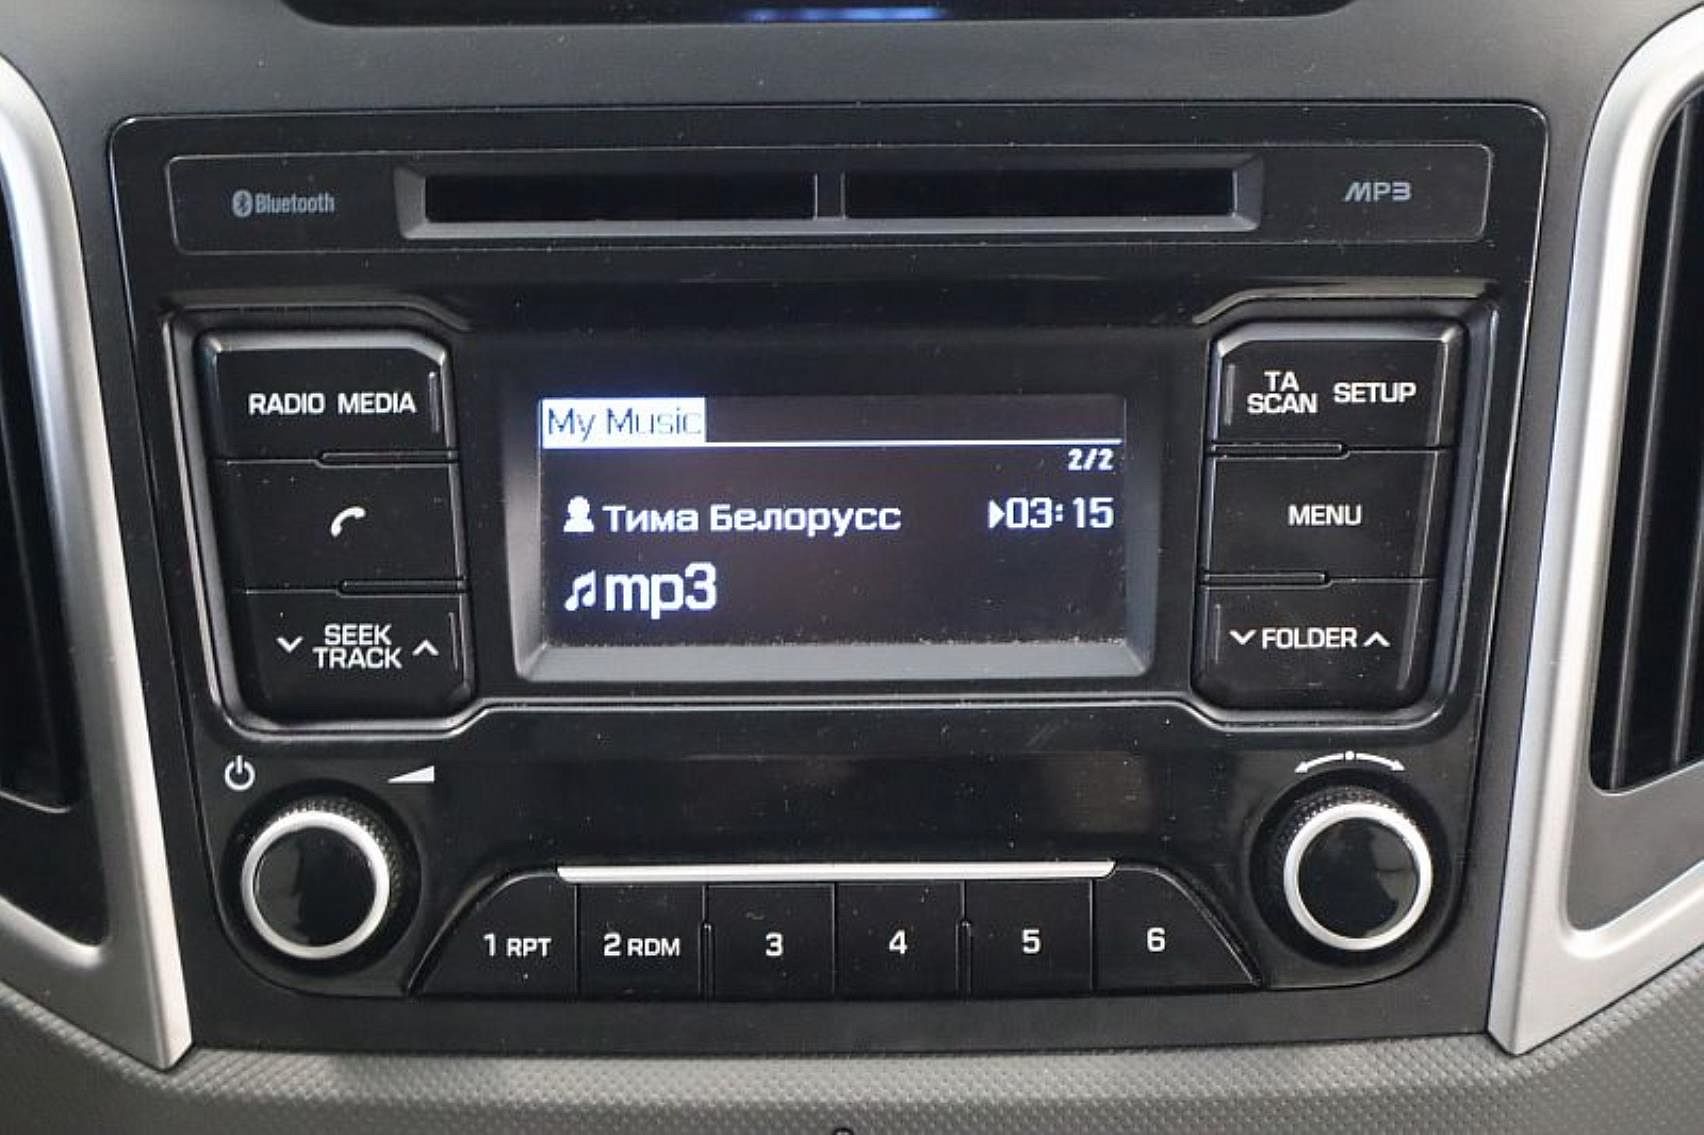 Bluetooth
MP3
RADIO MEDIA
TA
SCAN
SETUP
My Music
2/2
Тима Белорусс
03:15
mp3
MENU
SEEK
TRACK
FOLDER
1 RPT
2 RDM
3
4
5
6